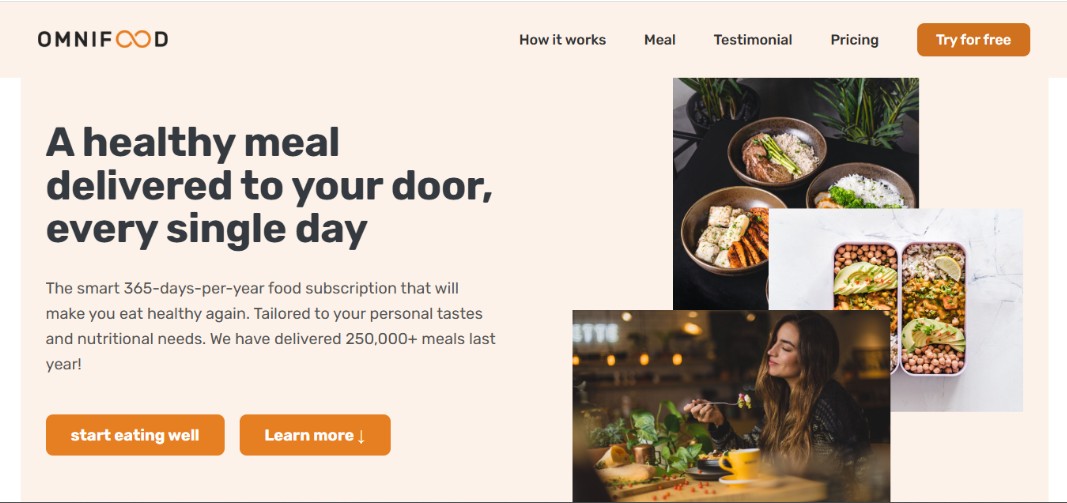 OMNIFOOD
How it works
Meal
Testimonial
Pricing
Try for free
A healthy meal
delivered to your door,
every single day
The smart 365-days-per-year food subscription that will
make you eat healthy again. Tailored to your personal tastes
and nutritional needs. We have delivered 250,000+ meals last
year!
start eating well
Learn more ↓